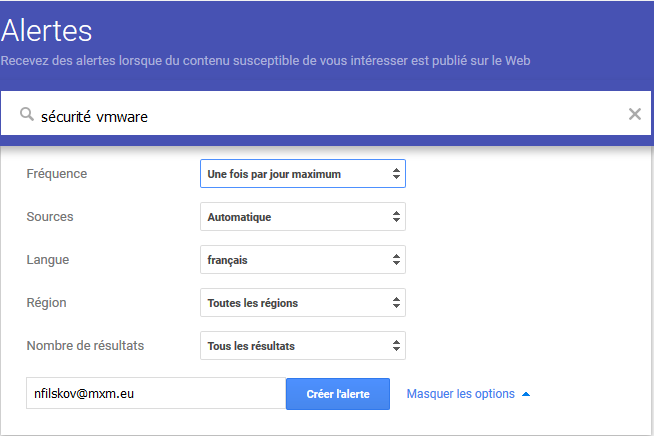 Alertes
Recevez des alertes lorsque du contenu susceptible de vous intéresser est publié sur le Web
sécurité vmware
Fréquence Une fois par jour maximum
Sources Automatique
Langue français
Région Toutes les régions
Nombre de résultats Tous les résultats
nfilskov@mxm.eu Créer l'alerte Masquer les options